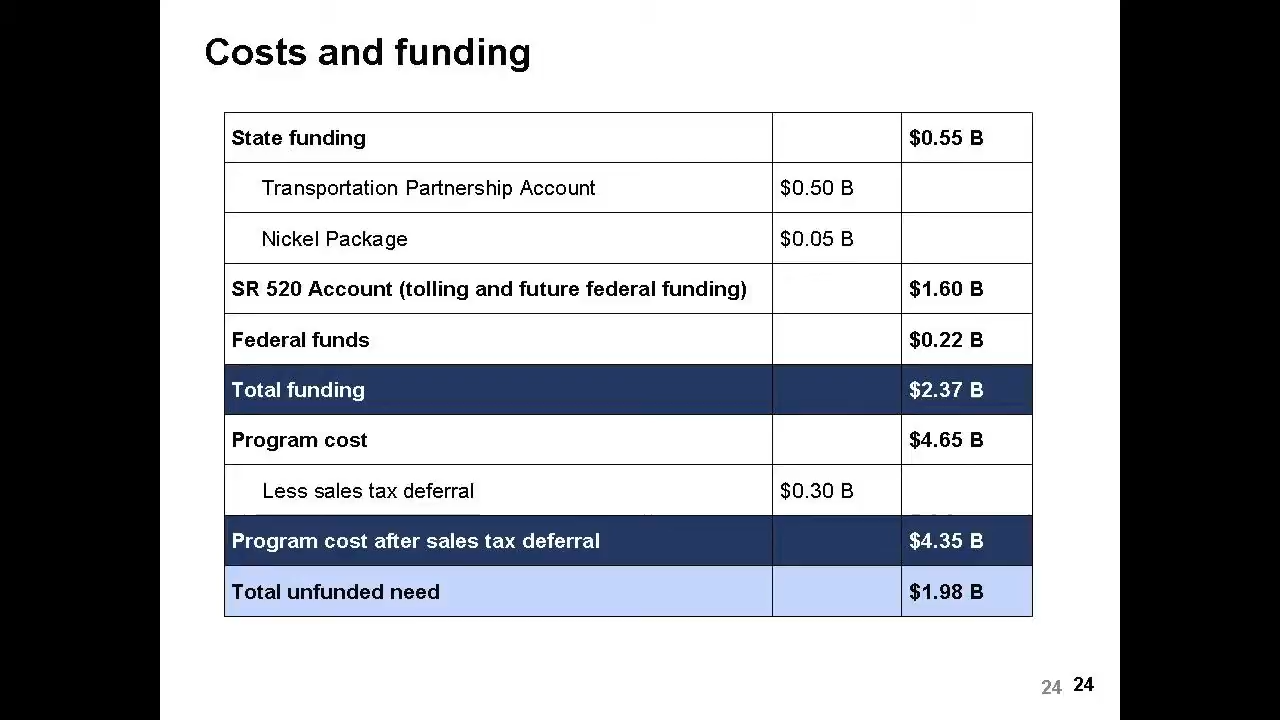 Costs and funding
State funding $0.55 B
Transportation Partnership Account $0.50 B
Nickel Package $0.05 B
SR 520 Account (tolling and future federal funding) $1.60 B
Federal funds $0.22 B
Total funding $2.37 B
Program cost $4.65 B
Less sales tax deferral $0.30 B
Program cost after sales tax deferral $4.35 B
Total unfunded need $1.98 B
24 24